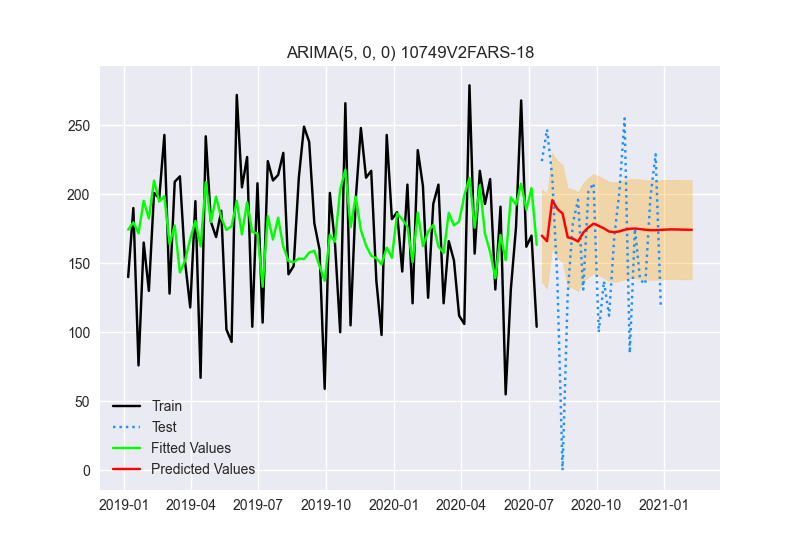 ARIMA(5, 0, 0) 10749V2FARS-18
250
200
150
100
50
0
Train
Test
Fitted Values
Predicted Values
2019-01 2019-04 2019-07 2019-10 2020-01 2020-04 2020-07 2020-10 2021-01